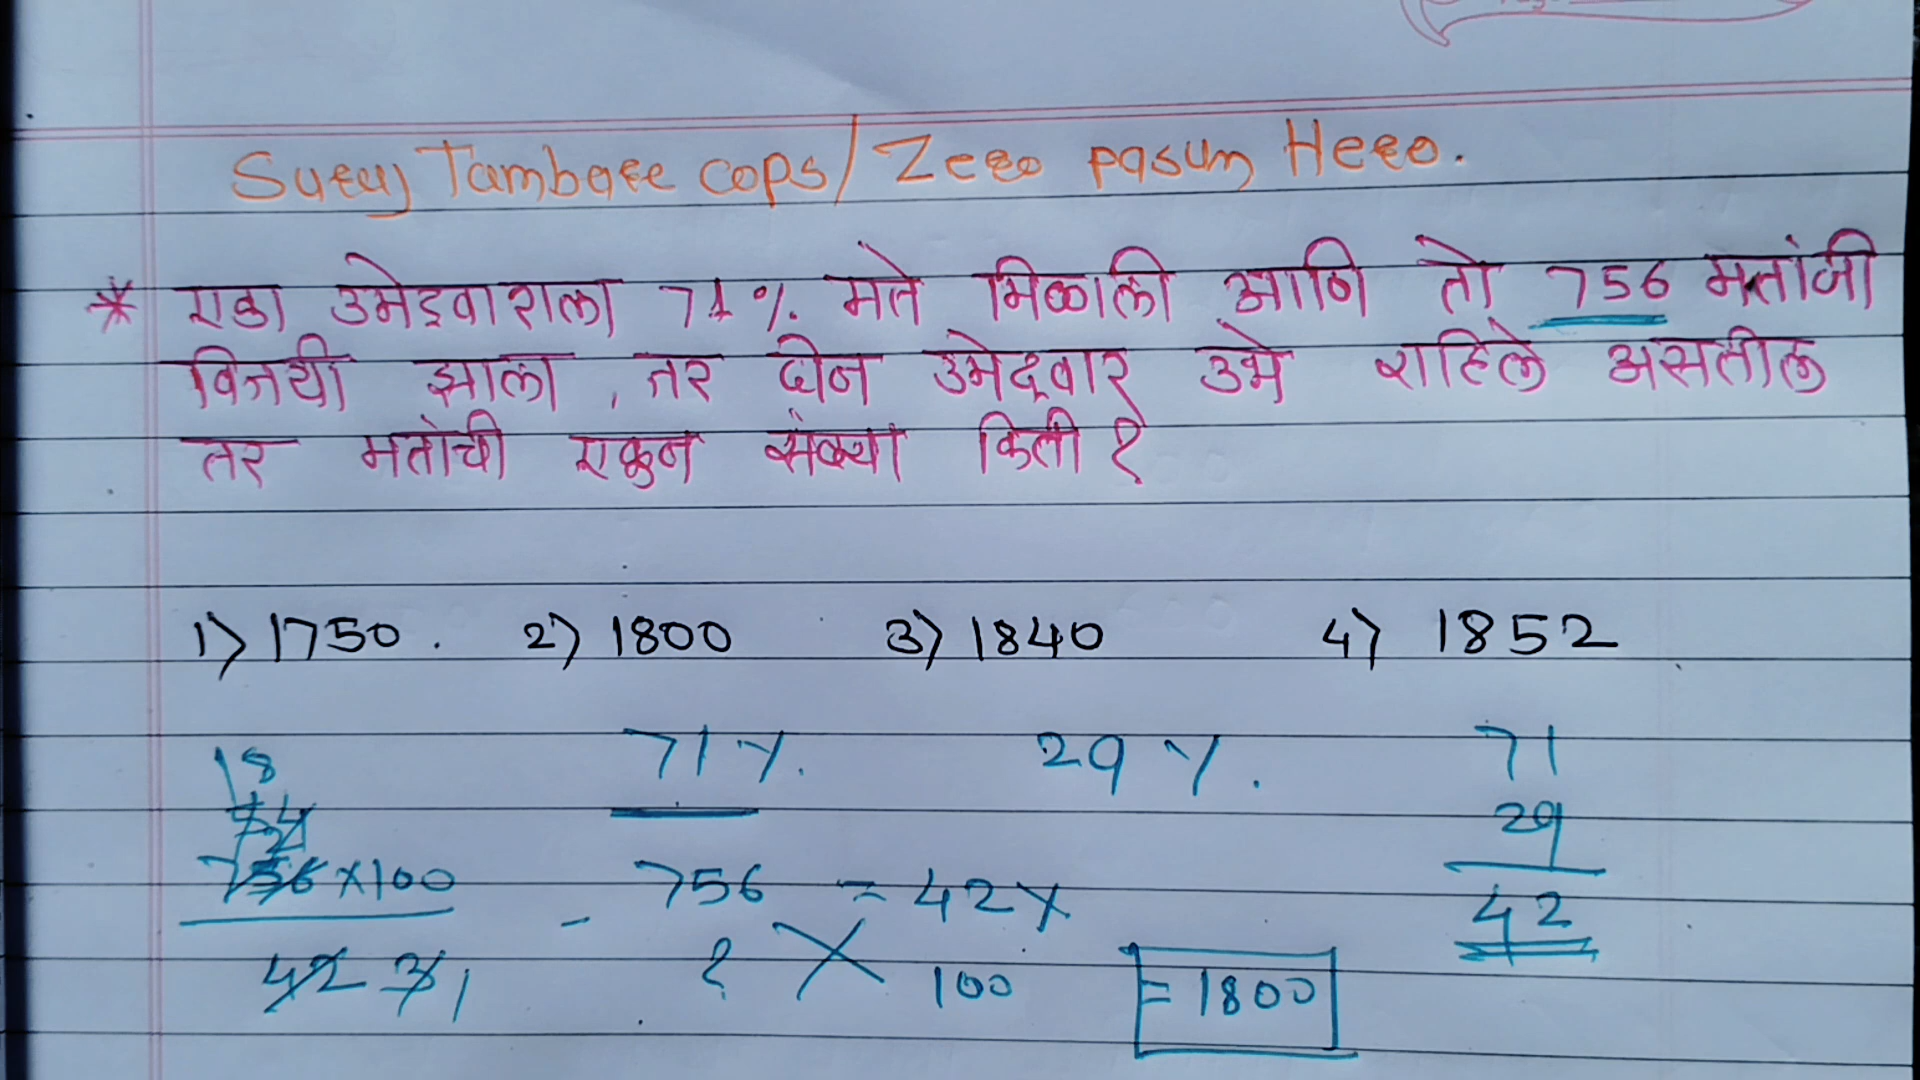 Suray Tambare cops/ Zero pasun Hero.
* एका उमेदवाराला 71% मते मिळाली आणि तो 756 मतांनी
विजयी झाला, तर दोन उमेदवार उभे राहिले असतील
तर मतांची एकुन संख्या किती?
1) 1750. 2) 1800 3) 1840 4) 1852
18 71%. 29%. 71
29
756×100 - 756 = 42% 42
42 ? 100 = 1800